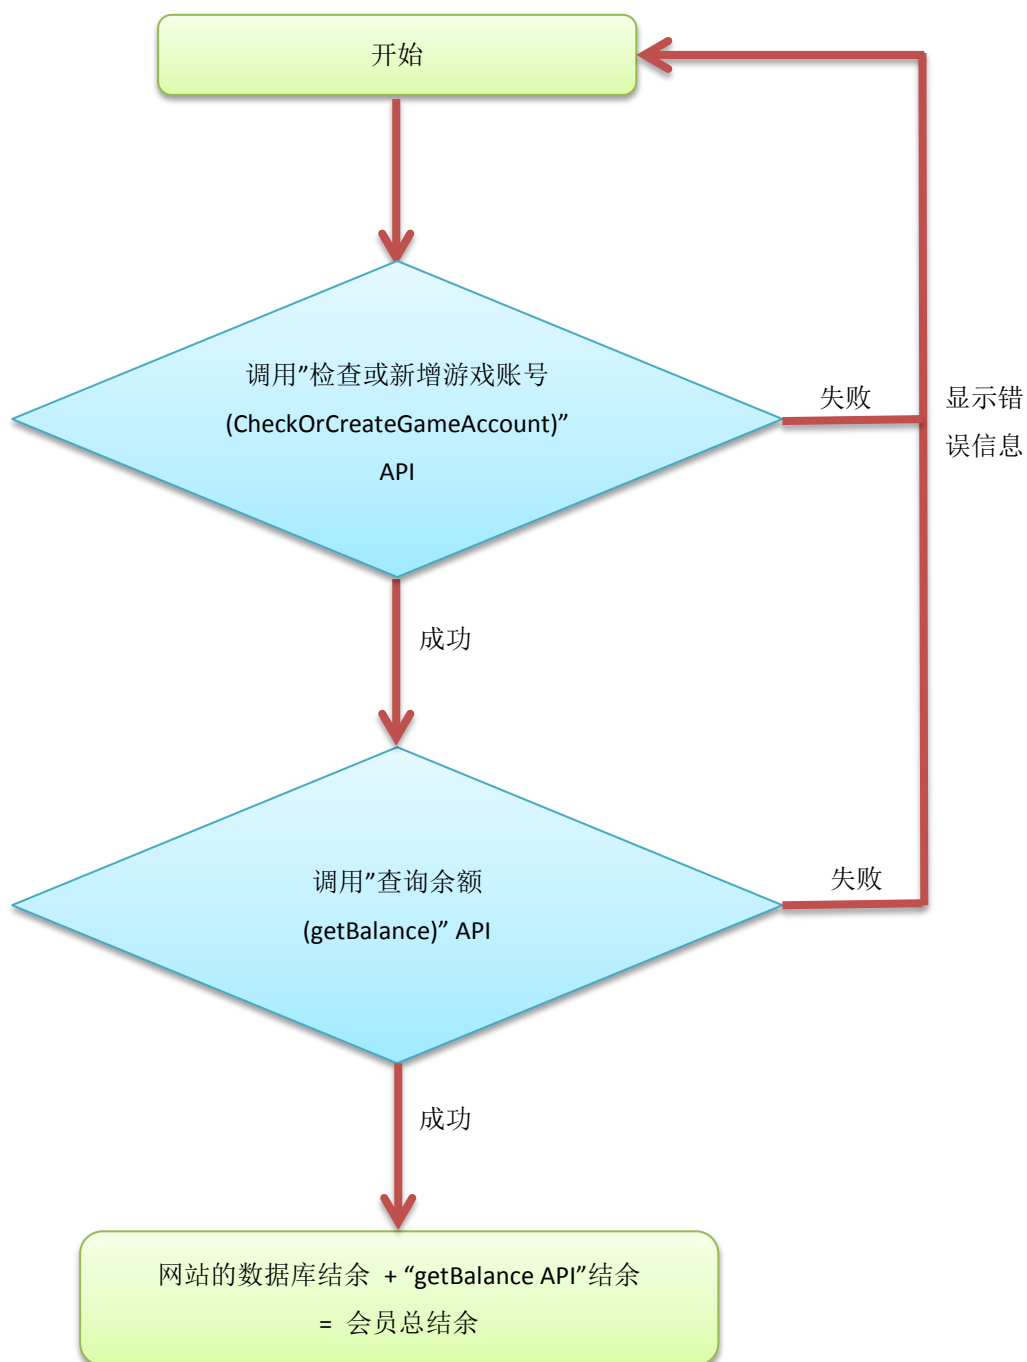 开始
调用”检查或新增游戏账号
(CheckOrCreateGameAccount)”
API
失败
显示错
误信息
成功
调用”查询余额
(getBalance)” API
失败
成功
网站的数据库结余 + “getBalance API”结余
= 会员总结余